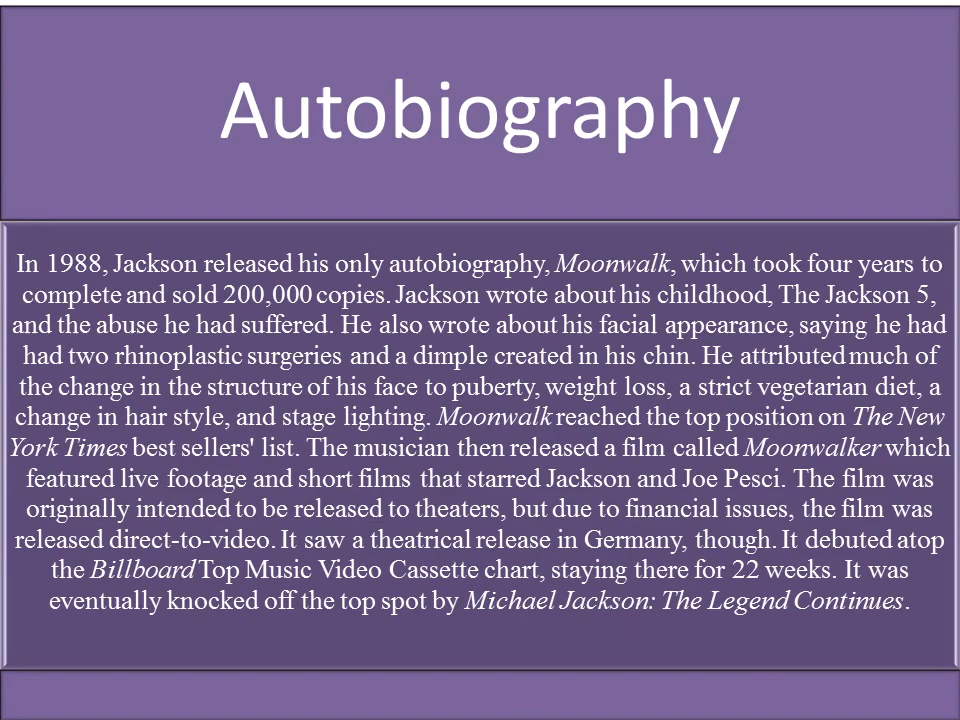 Autobiography
In 1988, Jackson released his only autobiography, Moonwalk, which took four years to
complete and sold 200,000 copies. Jackson wrote about his childhood, The Jackson 5,
and the abuse he had suffered. He also wrote about his facial appearance, saying he had
had two rhinoplastic surgeries and a dimple created in his chin. He attributed much of
the change in the structure of his face to puberty, weight loss, a strict vegetarian diet, a
change in hair style, and stage lighting. Moonwalk reached the top position on The New
York Times best sellers' list. The musician then released a film called Moonwalker which
featured live footage and short films that starred Jackson and Joe Pesci. The film was
originally intended to be released to theaters, but due to financial issues, the film was
released direct-to-video. It saw a theatrical release in Germany, though. It debuted atop
the Billboard Top Music Video Cassette chart, staying there for 22 weeks. It was
eventually knocked off the top spot by Michael Jackson: The Legend Continues.